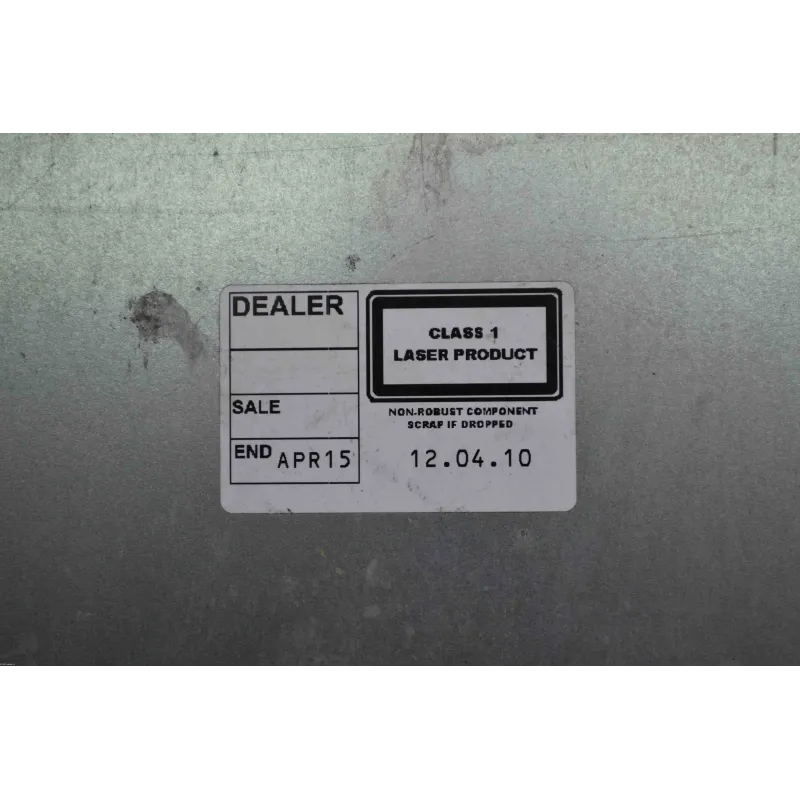 DEALER
SALE
END APR15
CLASS 1
LASER PRODUCT
NON-ROBUST COMPONENT
SCRAP IF DROPPED
12.04.10